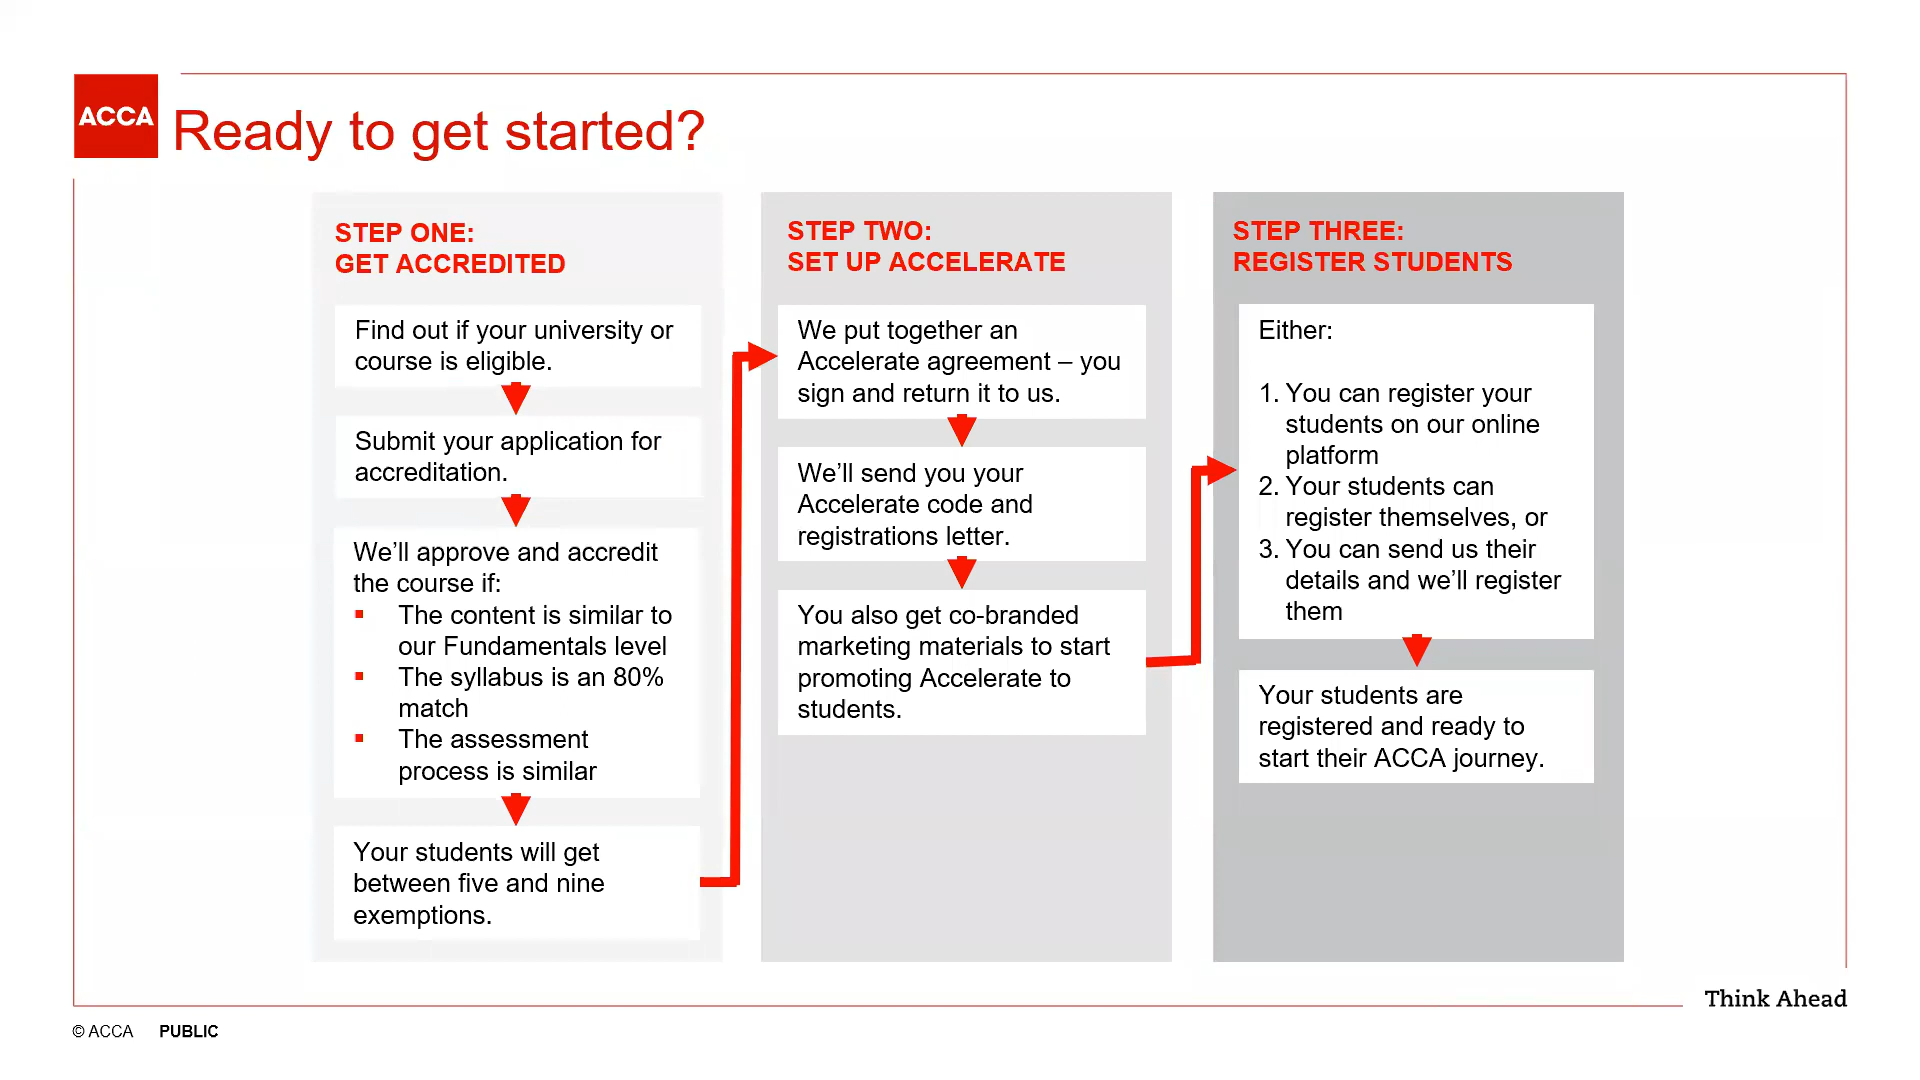 ACCA
Ready to get started?
STEP ONE:
GET ACCREDITED
Find out if your university or
course is eligible.
Submit your application for
accreditation.
We’ll approve and accredit
the course if:
▪ The content is similar to
our Fundamentals level
▪ The syllabus is an 80%
match
▪ The assessment
process is similar
Your students will get
between five and nine
exemptions.
STEP TWO:
SET UP ACCELERATE
We put together an
Accelerate agreement – you
sign and return it to us.
We’ll send you your
Accelerate code and
registrations letter.
You also get co-branded
marketing materials to start
promoting Accelerate to
students.
STEP THREE:
REGISTER STUDENTS
Either:
1. You can register your
students on our online
platform
2. Your students can
register themselves, or
3. You can send us their
details and we’ll register
them
Your students are
registered and ready to
start their ACCA journey.
Think Ahead
© ACCA PUBLIC